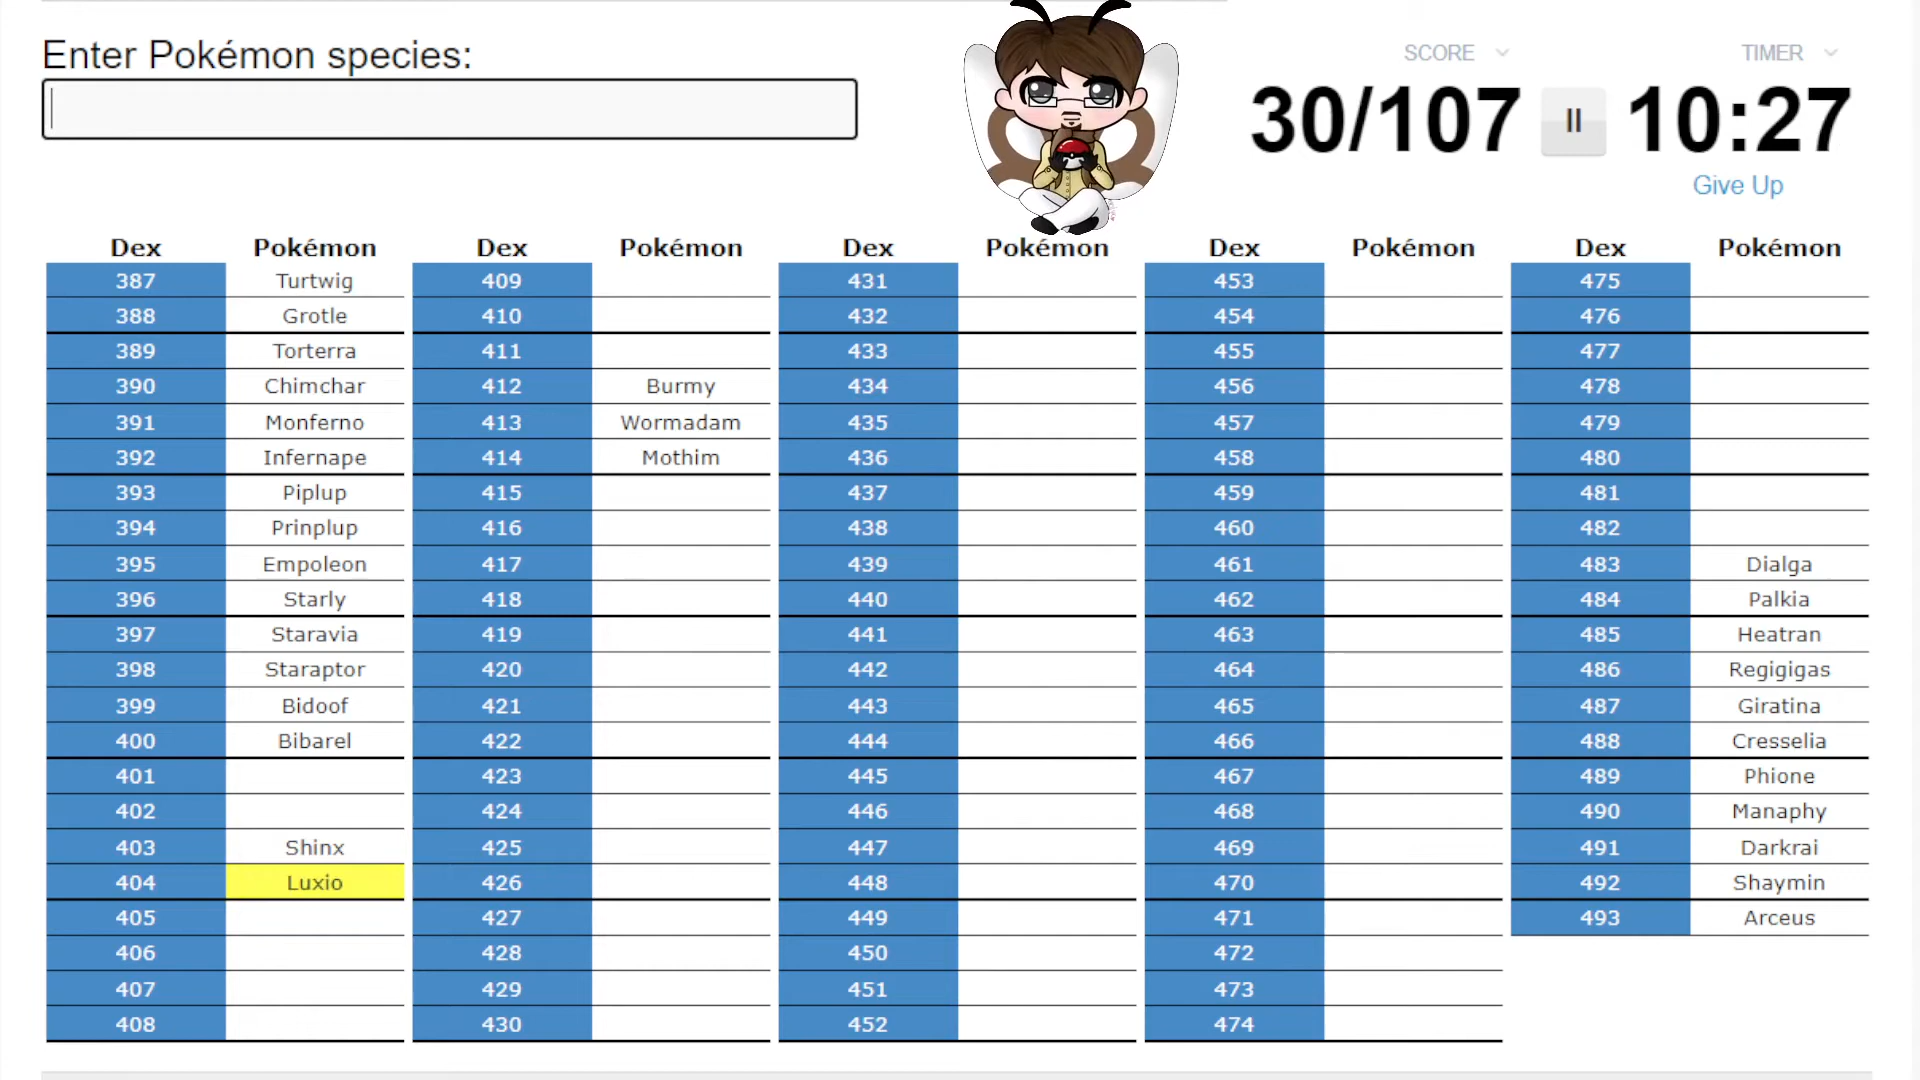 Enter Pokémon species:
SCORE TIMER
30/107 II 10:27
Give Up
Dex Pokémon Dex Pokémon Dex Pokémon Dex Pokémon Dex Pokémon
387 Turtwig 409 431 453 475
388 Grotle 410 432 454 476
389 Torterra 411 433 455 477
390 Chimchar 412 Burmy 434 456 478
391 Monferno 413 Wormadam 435 457 479
392 Infernape 414 Mothim 436 458 480
393 Piplup 415 437 459 481
394 Prinplup 416 438 460 482
395 Empoleon 417 439 461 483 Dialga
396 Starly 418 440 462 484 Palkia
397 Staravia 419 441 463 485 Heatran
398 Staraptor 420 442 464 486 Regigigas
399 Bidoof 421 443 465 487 Giratina
400 Bibarel 422 444 466 488 Cresselia
401 423 445 467 489 Phione
402 424 446 468 490 Manaphy
403 Shinx 425 447 469 491 Darkrai
404 Luxio 426 448 470 492 Shaymin
405 427 449 471 493 Arceus
406 428 450 472
407 429 451 473
408 430 452 474